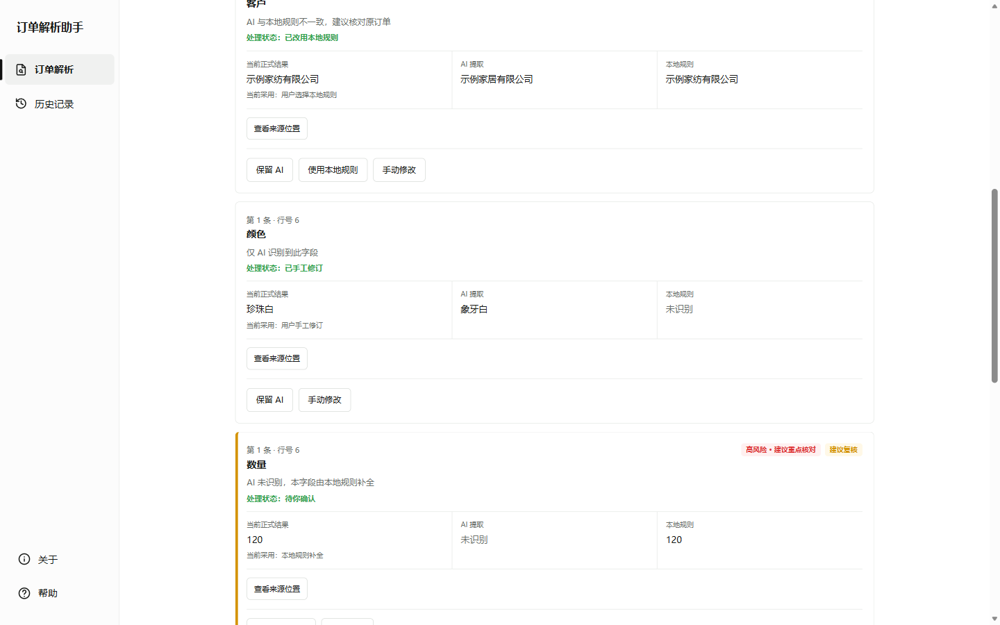 订单解析助手
订单解析
历史记录
关于
帮助
客户
AI 与本地规则不一致，建议核对原订单
处理状态：已改用本地规则
当前正式结果
示例家纺有限公司
当前采用：用户选择本地规则
AI 提取
示例家居有限公司
本地规则
示例家纺有限公司
查看来源位置
保留 AI
使用本地规则
手动修改
第 1 条 · 行号 6
颜色
仅 AI 识别到此字段
处理状态：已手工修订
当前正式结果
珍珠白
当前采用：用户手工修订
AI 提取
象牙白
本地规则
未识别
查看来源位置
保留 AI
手动修改
第 1 条 · 行号 6
高风险 • 建议重点核对
建议复核
数量
AI 未识别，本字段由本地规则补全
处理状态：待你确认
当前正式结果
120
当前采用：本地规则补全
AI 提取
未识别
本地规则
120
查看来源位置